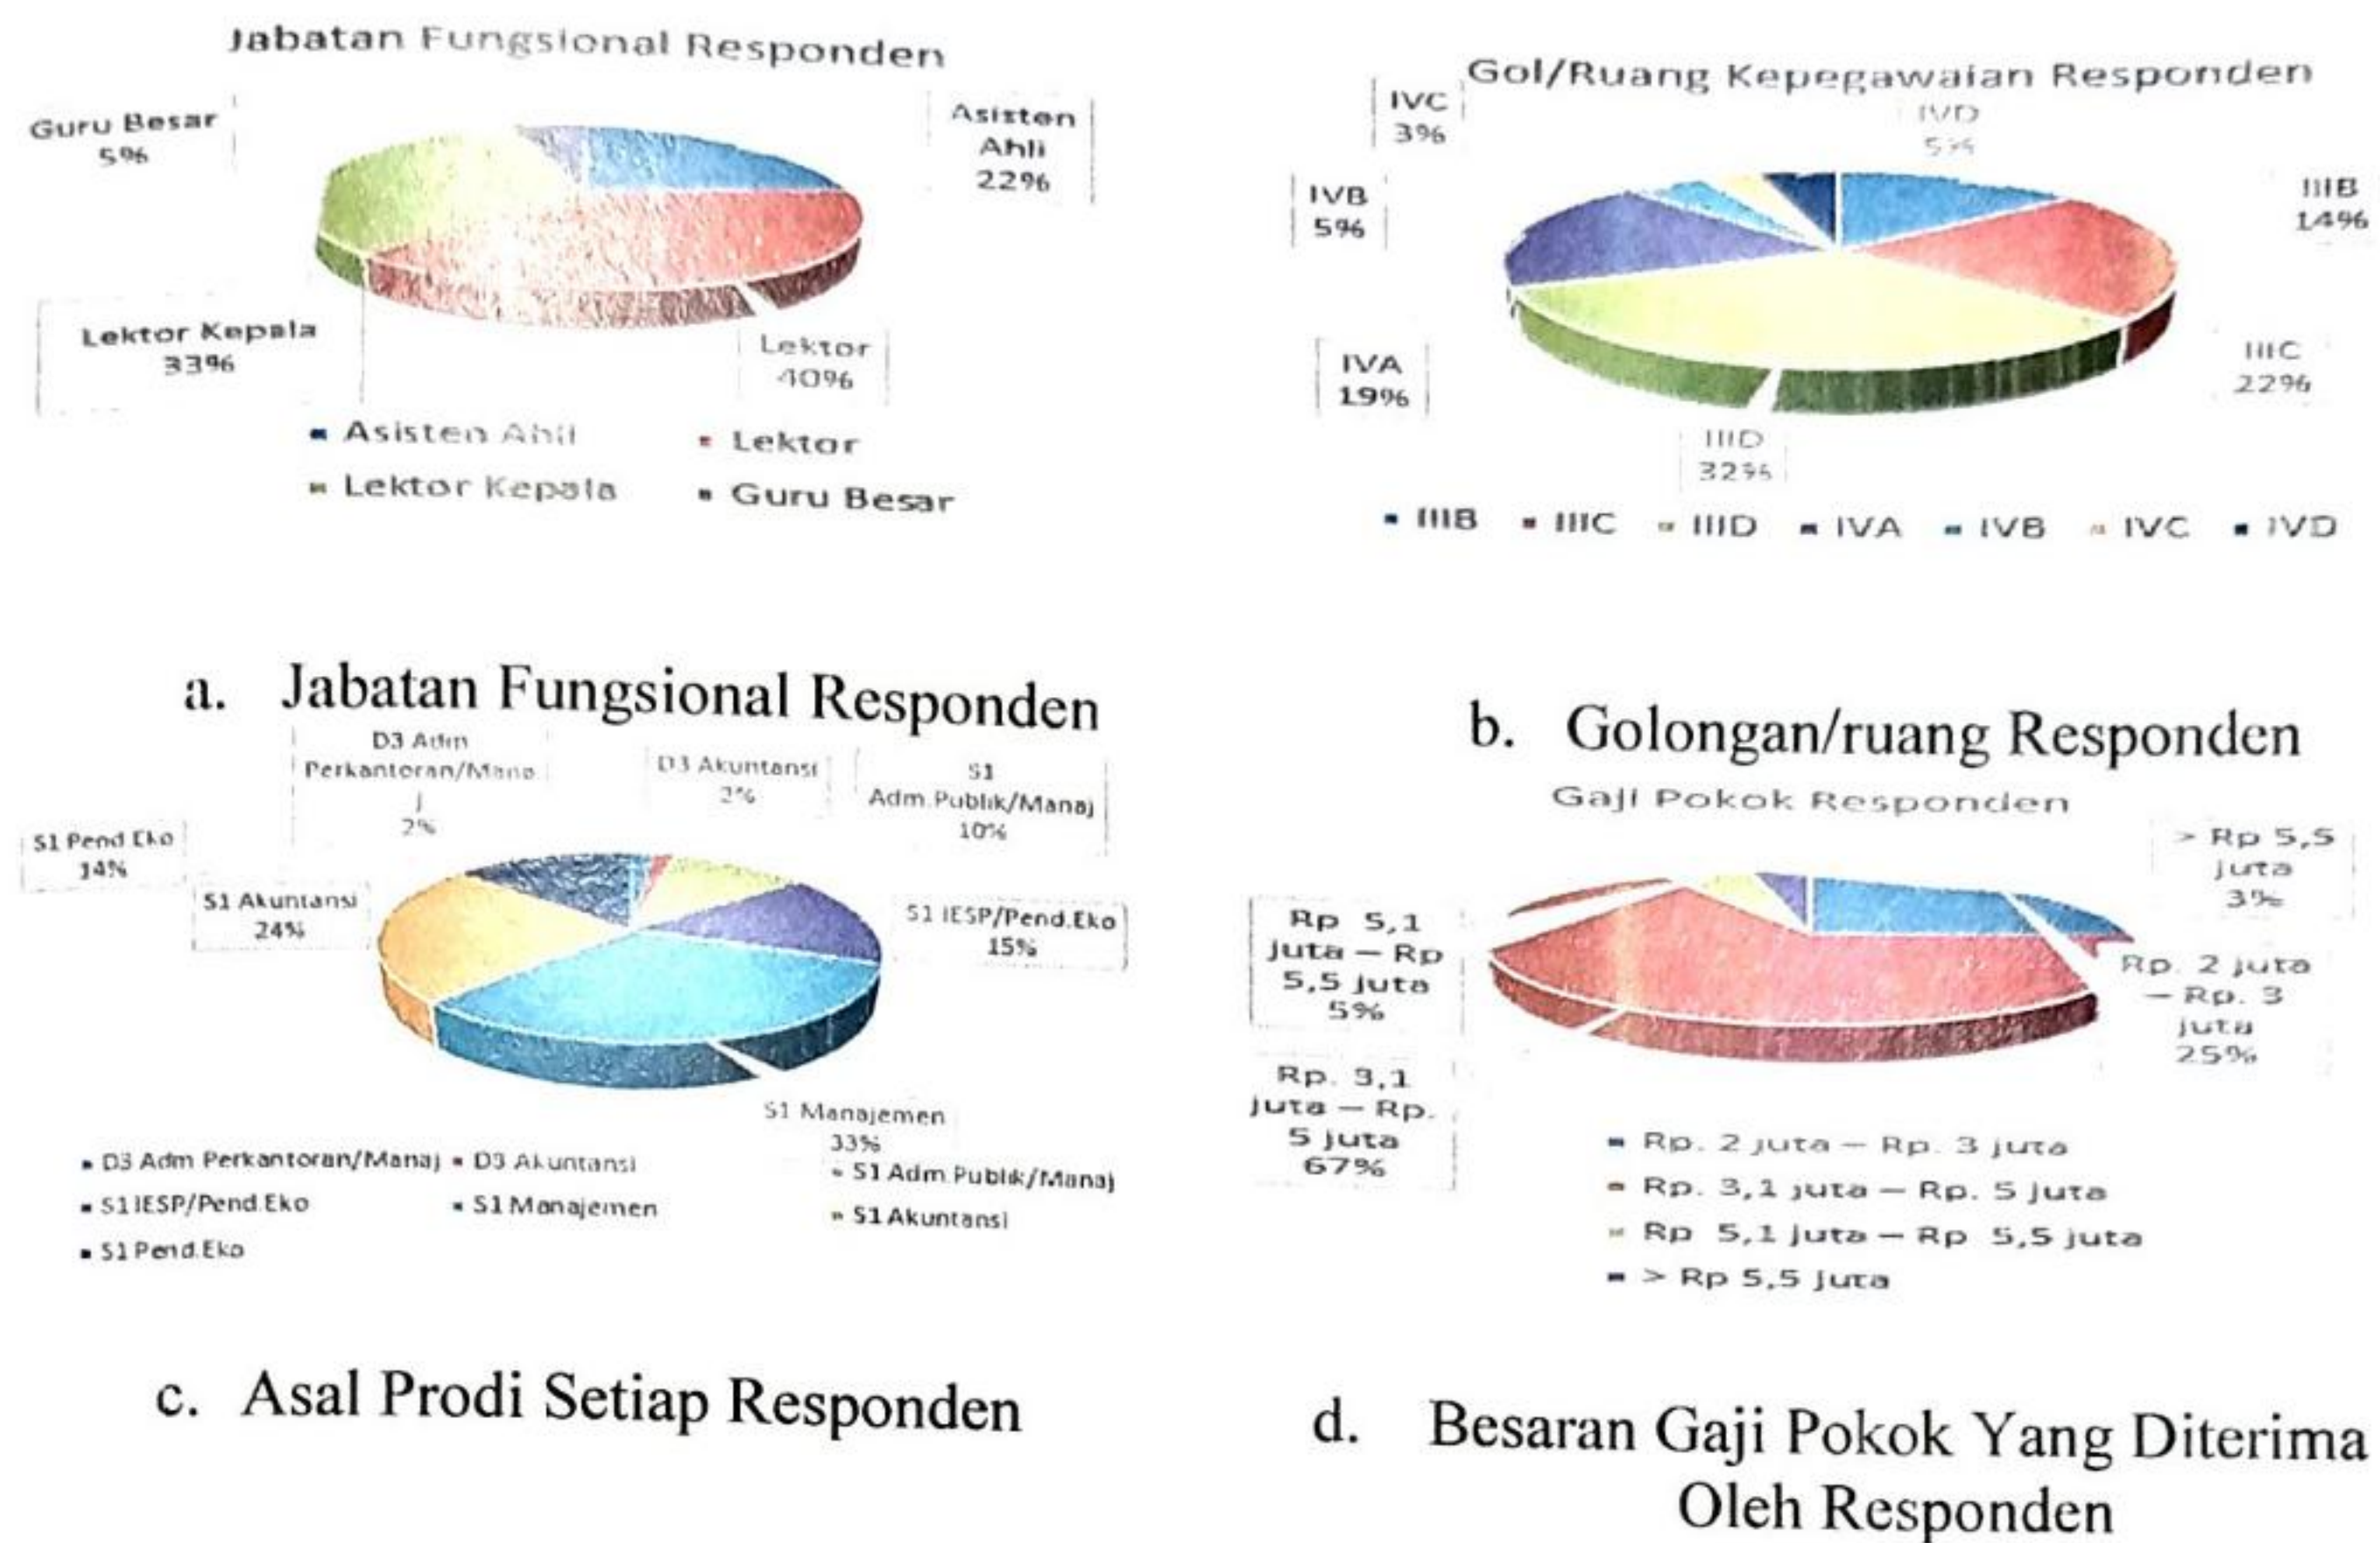 Jabatan Fungsional Responden
Guru Besar
5%
Asisten
Ahli
22%
Lektor Kepala
33%
Lektor
40%
Asisten Ahli
Lektor
Lektor Kepala
Guru Besar
a. Jabatan Fungsional Responden
Gol/Ruang Kepegawaian Responden
IVC
3%
IVD
5%
IVB
5%
IIIB
14%
IVA
19%
IIIC
22%
IIID
32%
IIIB IIIC IIID IVA IVB IVC IVD
b. Golongan/ruang Responden
D3 Adm
Perkantoran/Mana
J
2%
D3 Akuntansi
2%
S1
Adm.Publik/Manaj
10%
S1 Pend.Eko
14%
S1 Akuntansi
24%
S1 IESP/Pend.Eko
15%
S1 Manajemen
33%
D3 Adm Perkantoran/Manaj
D3 Akuntansi
S1 Adm.Publik/Manaj
S1 IESP/Pend.Eko
S1 Manajemen
S1 Akuntansi
S1 Pend.Eko
c. Asal Prodi Setiap Responden
Gaji Pokok Responden
> Rp 5,5
juta
3%
Rp 5,1
juta – Rp
5,5 juta
5%
Rp. 2 juta
– Rp. 3
juta
25%
Rp. 3,1
juta – Rp.
5 juta
67%
Rp. 2 juta – Rp. 3 juta
Rp. 3,1 juta – Rp. 5 juta
Rp 5,1 juta – Rp 5,5 juta
> Rp 5,5 juta
d. Besaran Gaji Pokok Yang Diterima
Oleh Responden